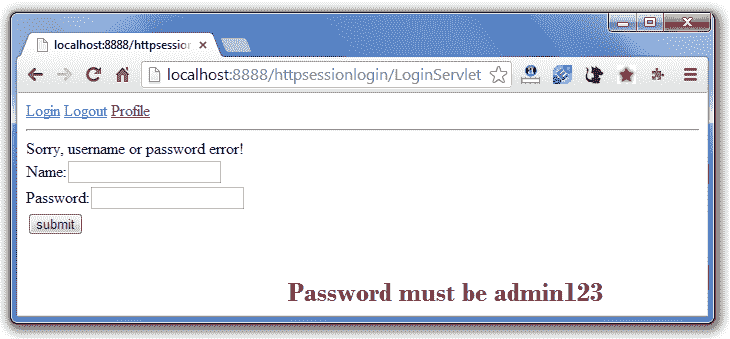 localhost:8888/httpsession
localhost:8888/httpsessionlogin/LoginServlet
Login Logout Profile
Sorry, username or password error!
Name:
Password:
submit
Password must be admin123